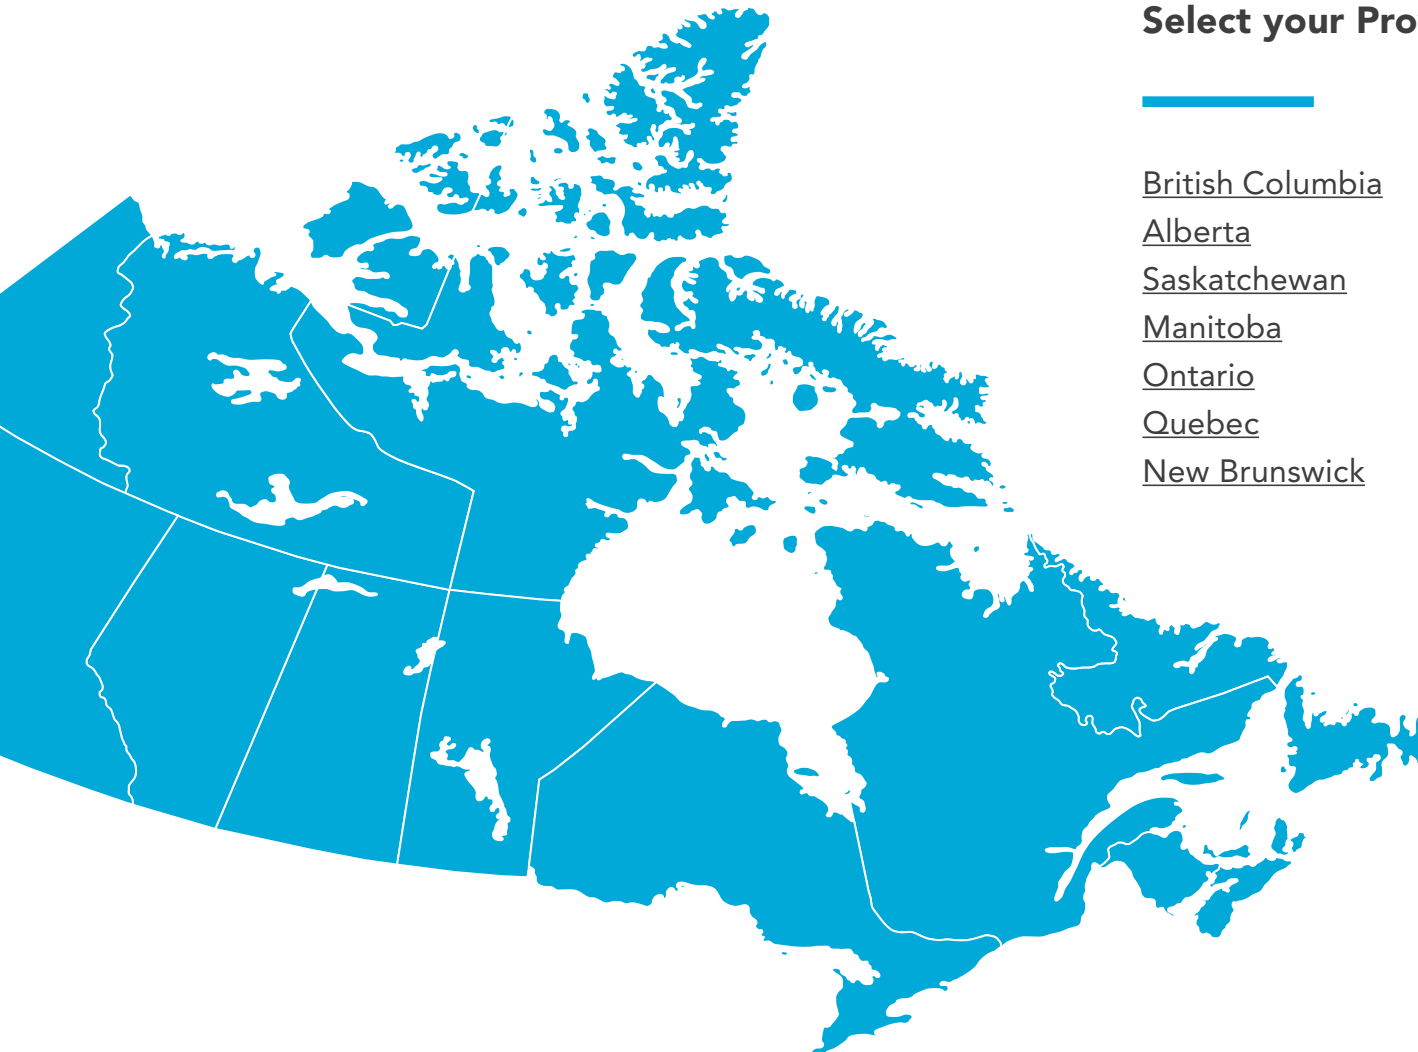 Select your Pro
British Columbia
Alberta
Saskatchewan
Manitoba
Ontario
Quebec
New Brunswick